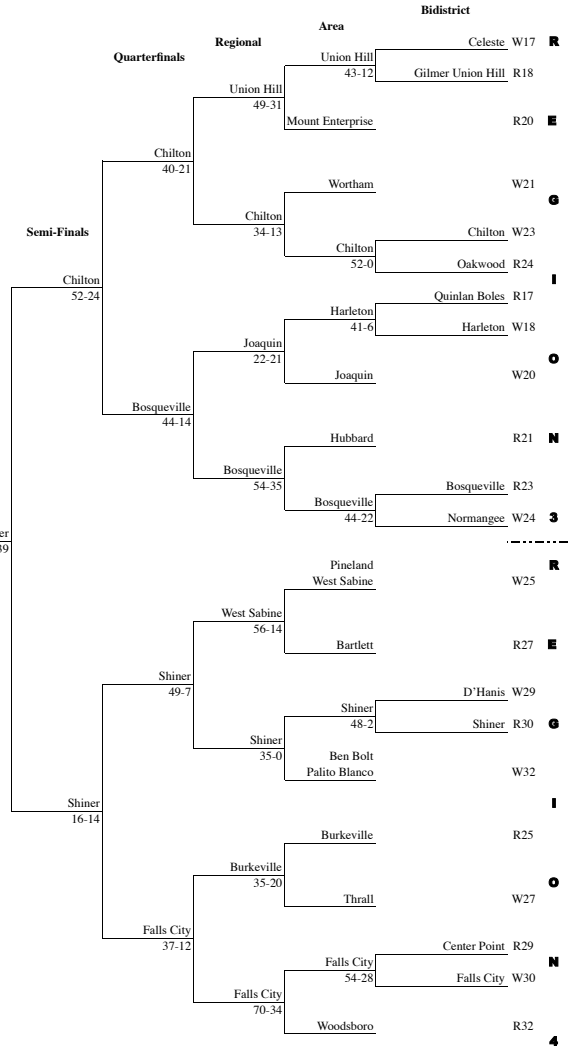 Bidistrict
Area
Regional
Quarterfinals
Celeste W17 R
Union Hill
43-12
Gilmer Union Hill R18
Union Hill
49-31
Mount Enterprise R20 E
Chilton
40-21
Wortham W21
G
Chilton
34-13
Semi-Finals
Chilton W23
Chilton
52-0
Oakwood R24
I
Chilton
52-24
Quinlan Boles R17
Harleton
41-6
Harleton W18
Joaquin
22-21
O
Joaquin W20
Bosqueville
44-14
Hubbard R21 N
Bosqueville
54-35
Bosqueville R23
Bosqueville
44-22
Normangee W24 3
er
39
Pineland R
West Sabine W25
West Sabine
56-14
Bartlett R27 E
Shiner
49-7
D'Hanis W29
Shiner
48-2
Shiner R30 G
Shiner
35-0
Ben Bolt
Palito Blanco W32
Shiner
16-14
I
Burkeville R25
Burkeville
35-20
O
Thrall W27
Falls City
37-12
Center Point R29
N
Falls City
54-28
Falls City W30
Falls City
70-34
Woodsboro R32
4